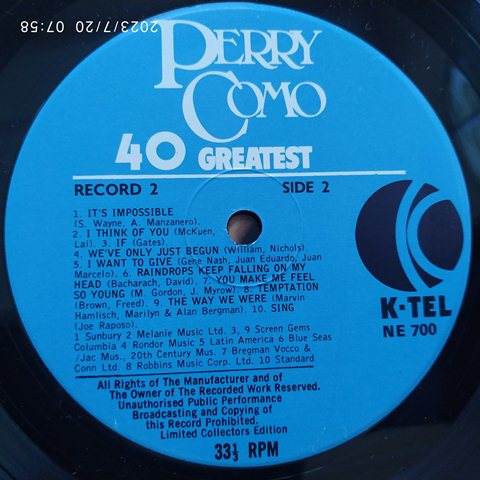 2023/7/20 07:58
PERRY
COMO
40 GREATEST
RECORD 2 SIDE 2
1. IT'S IMPOSSIBLE
(S. Wayne, A. Manzanero).
2. I THINK OF YOU (McKuen,
Lai). 3. IF (Gates).
4. WE'VE ONLY JUST BEGUN (William, Nichols).
5. I WANT TO GIVE (Gene Nash, Juan Eduardo, Juan
Marcelo). 6. RAINDROPS KEEP FALLING ON MY
HEAD (Bacharach, David). 7. YOU MAKE ME FEEL
SO YOUNG (M. Gordon, J. Myrow). 8. TEMPTATION
(Brown, Freed). 9. THE WAY WE WERE (Marvin
Hamlisch, Marilyn & Alan Bergman). 10. SING
(Joe Raposo).
1 Sunbury 2 Melanie Music Ltd. 3, 9 Screen Gems
Columbia 4 Rondor Music 5 Latin America 6 Blue Seas
/Jac Mus., 20th Century Mus. 7 Bregman Vocco &
Conn Ltd. 8 Robbins Music Corp. Ltd. 10 Standard
K-TEL
NE 700
All Rights of The Manufacturer and of
The Owner of The Recorded Work Reserved.
Unauthorised Public Performance
Broadcasting and Copying of
this Record Prohibited.
Limited Collectors Edition
33⅓ RPM